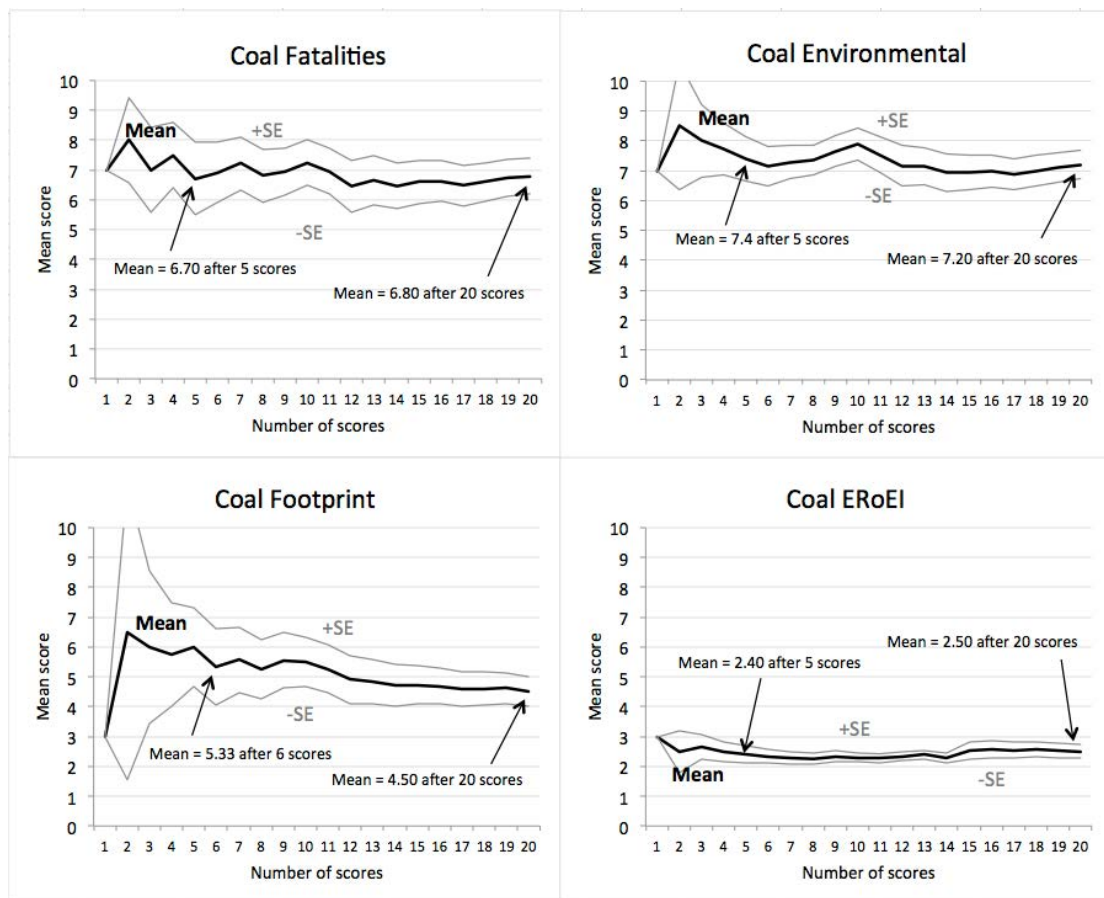 Coal Fatalities
10
9
8
7
6
5
4
3
2
1
0
Mean score
Mean
+SE
-SE
Mean = 6.70 after 5 scores
Mean = 6.80 after 20 scores
1 2 3 4 5 6 7 8 9 10 11 12 13 14 15 16 17 18 19 20
Number of scores
Coal Environmental
10
9
8
7
6
5
4
3
2
1
0
Mean score
Mean
+SE
-SE
Mean = 7.4 after 5 scores
Mean = 7.20 after 20 scores
1 2 3 4 5 6 7 8 9 10 11 12 13 14 15 16 17 18 19 20
Number of scores
Coal Footprint
10
9
8
7
6
5
4
3
2
1
0
Mean score
Mean
+SE
-SE
Mean = 5.33 after 6 scores
Mean = 4.50 after 20 scores
1 2 3 4 5 6 7 8 9 10 11 12 13 14 15 16 17 18 19 20
Number of scores
Coal ERoEI
10
9
8
7
6
5
4
3
2
1
0
Mean score
Mean = 2.50 after 20 scores
Mean = 2.40 after 5 scores
+SE
Mean
-SE
1 2 3 4 5 6 7 8 9 10 11 12 13 14 15 16 17 18 19 20
Number of scores